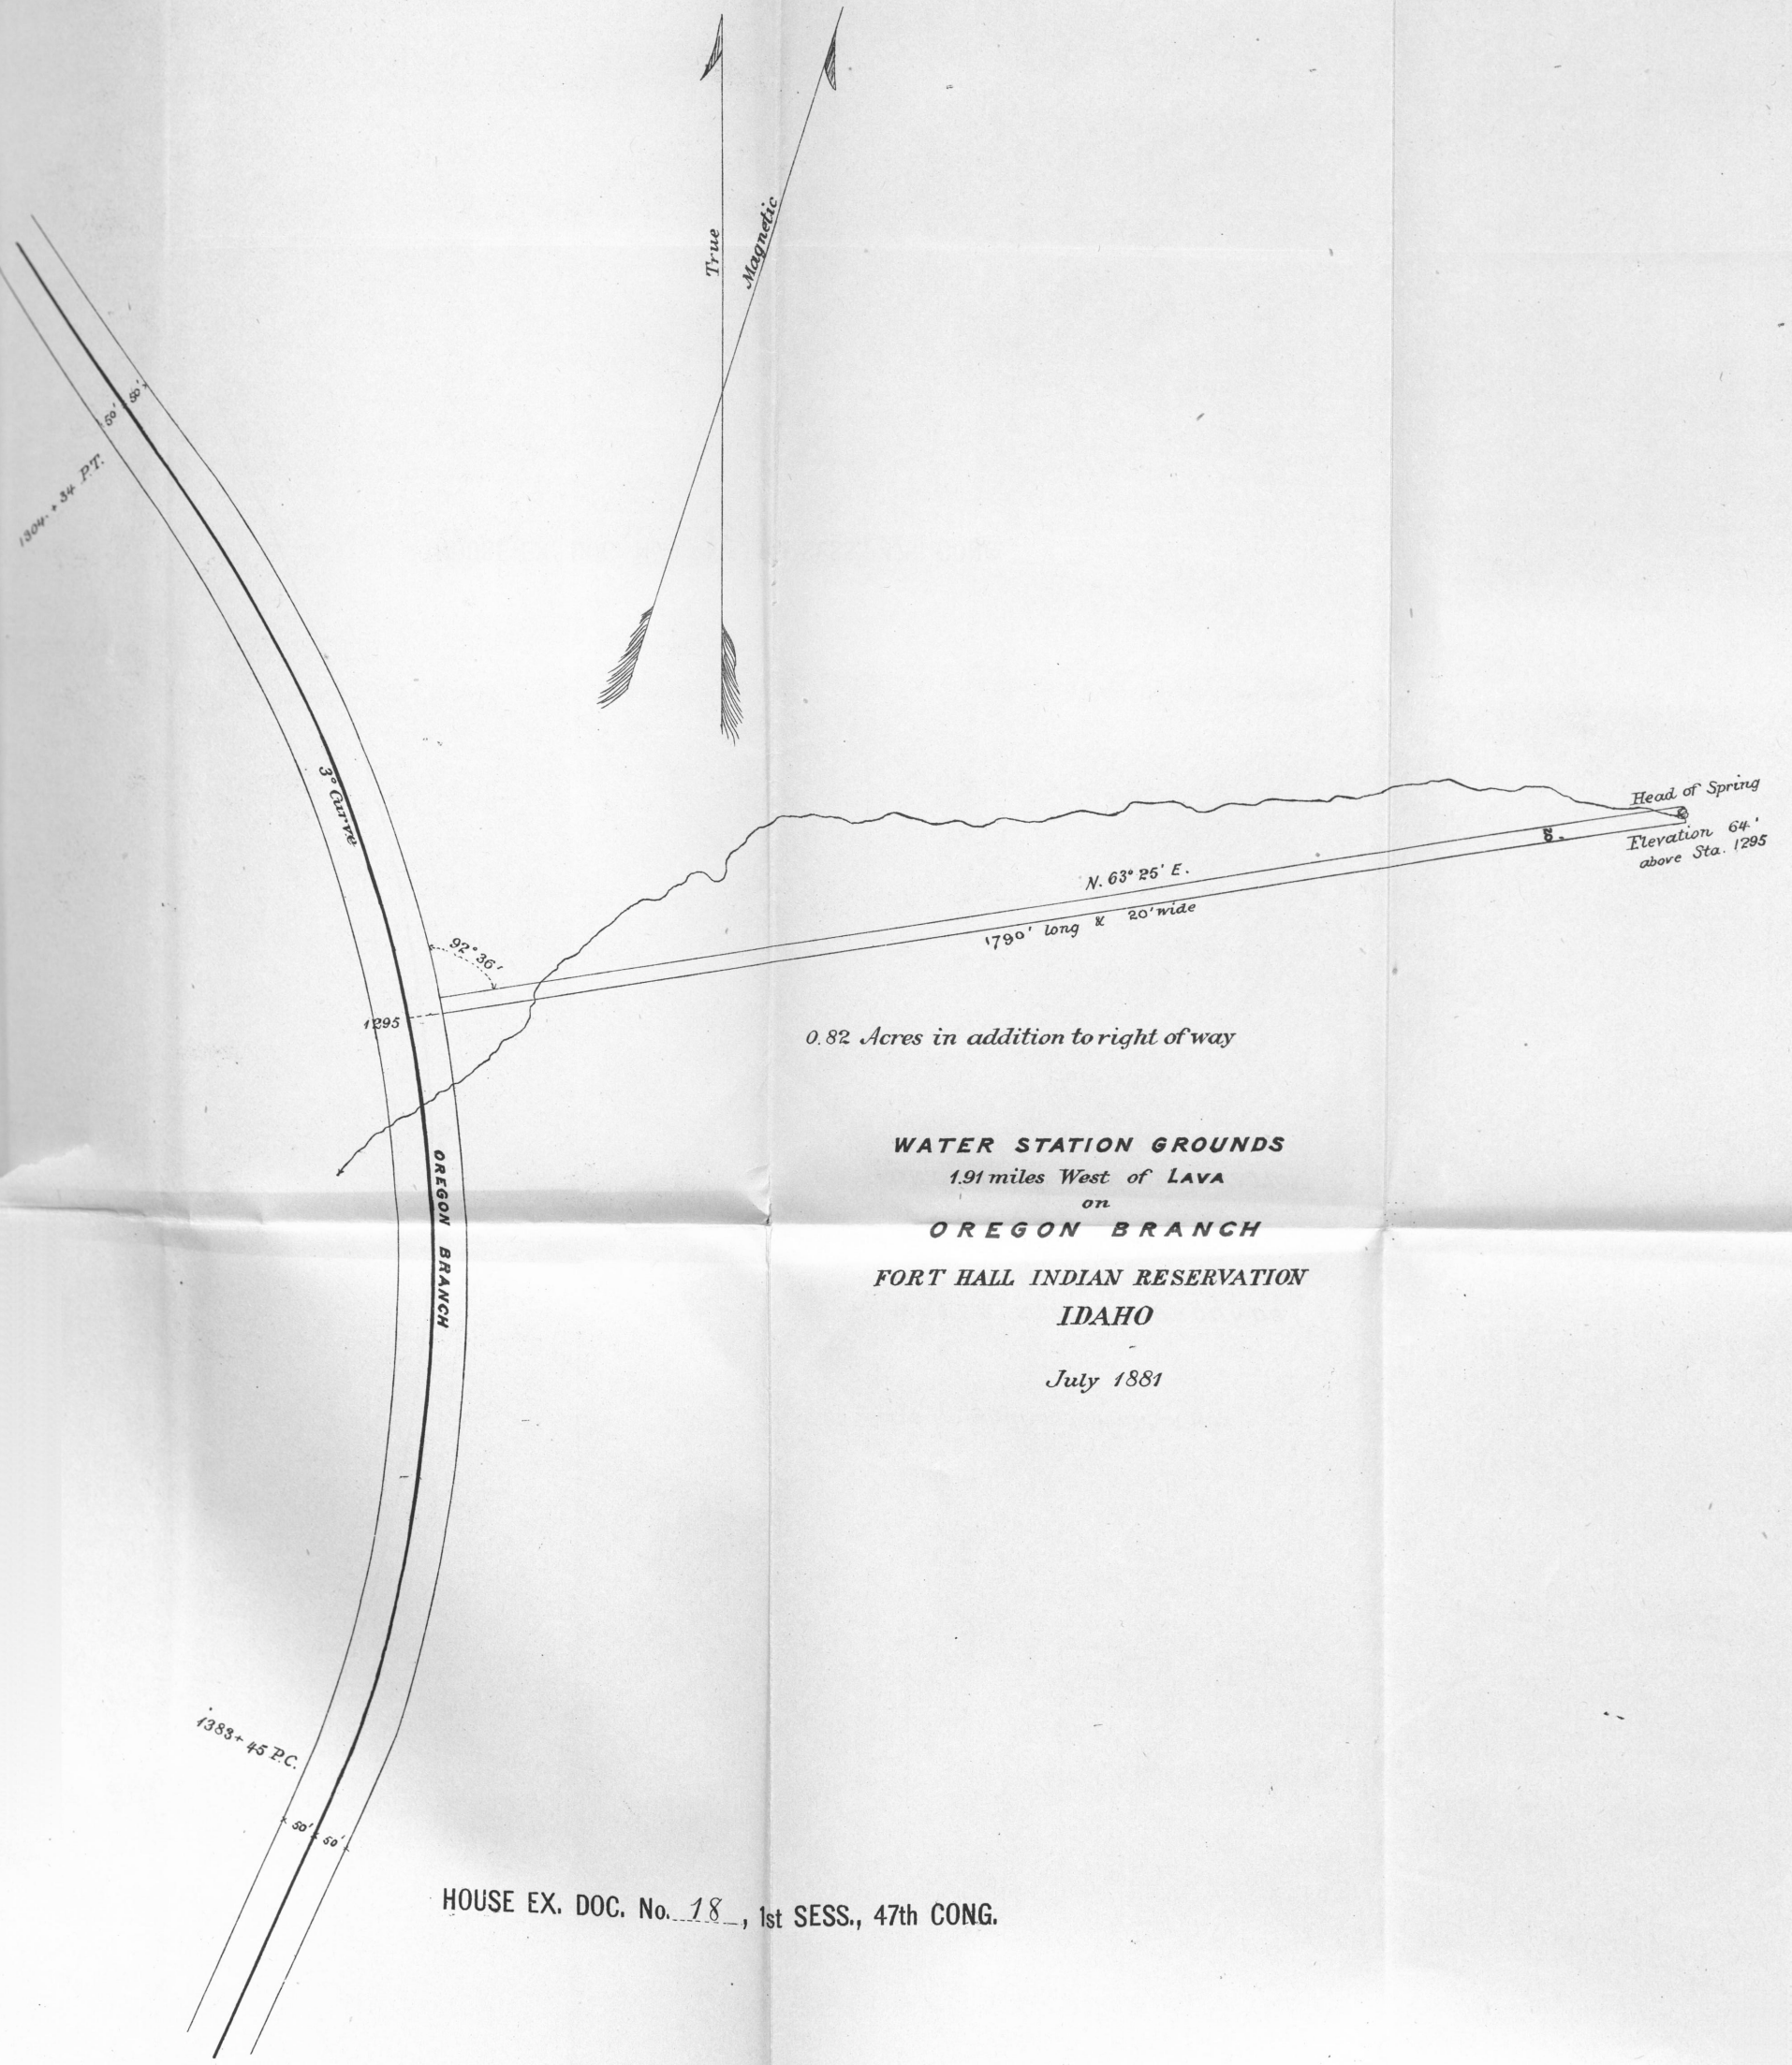 True
Magnetic
50' 50'
1304. + 34 P.T.
3° Curve
Head of Spring
20.
Elevation 64'
above Sta. 1295
N. 63° 25' E.
1790' long & 20' wide
92° 36'
1295
0.82 Acres in addition to right of way
WATER STATION GROUNDS
1.91 miles West of LAVA
on
OREGON BRANCH
FORT HALL INDIAN RESERVATION
IDAHO
July 1881
OREGON BRANCH
1383+ 45 P.C.
50' 50'
HOUSE EX. DOC. No. 18, 1st SESS., 47th CONG.